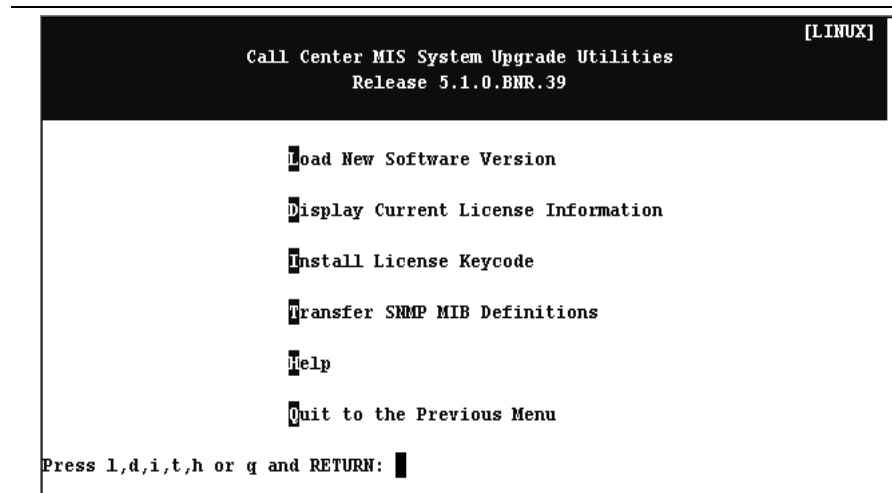 [LINUX]
Call Center MIS System Upgrade Utilities
Release 5.1.0.BNR.39
Load New Software Version
Display Current License Information
Install License Keycode
Transfer SNMP MIB Definitions
Help
Quit to the Previous Menu
Press l,d,i,t,h or q and RETURN: